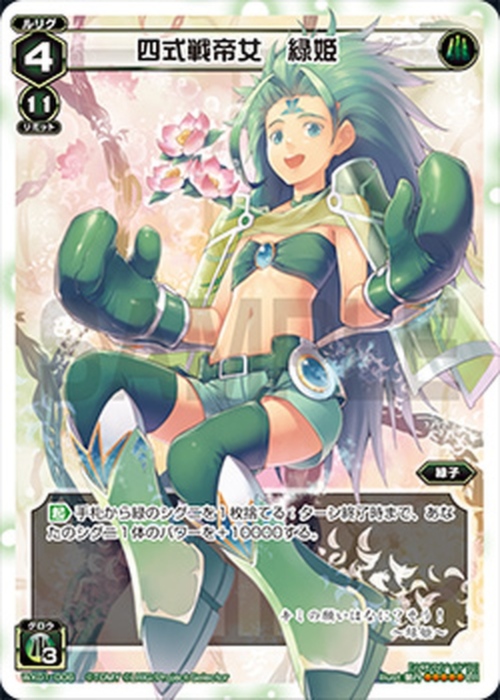 ルリグ
4
四式戦帝女 緑姫
11
リミット
SAMPLE
緑子
起 手札から緑のシグニを1枚捨てる:ターン終了時まで、あな
たのシグニ1体のパワーを+10000する。
キミの願いはなにかなっ!
~緑姫~
グロウ
3
©TOMY